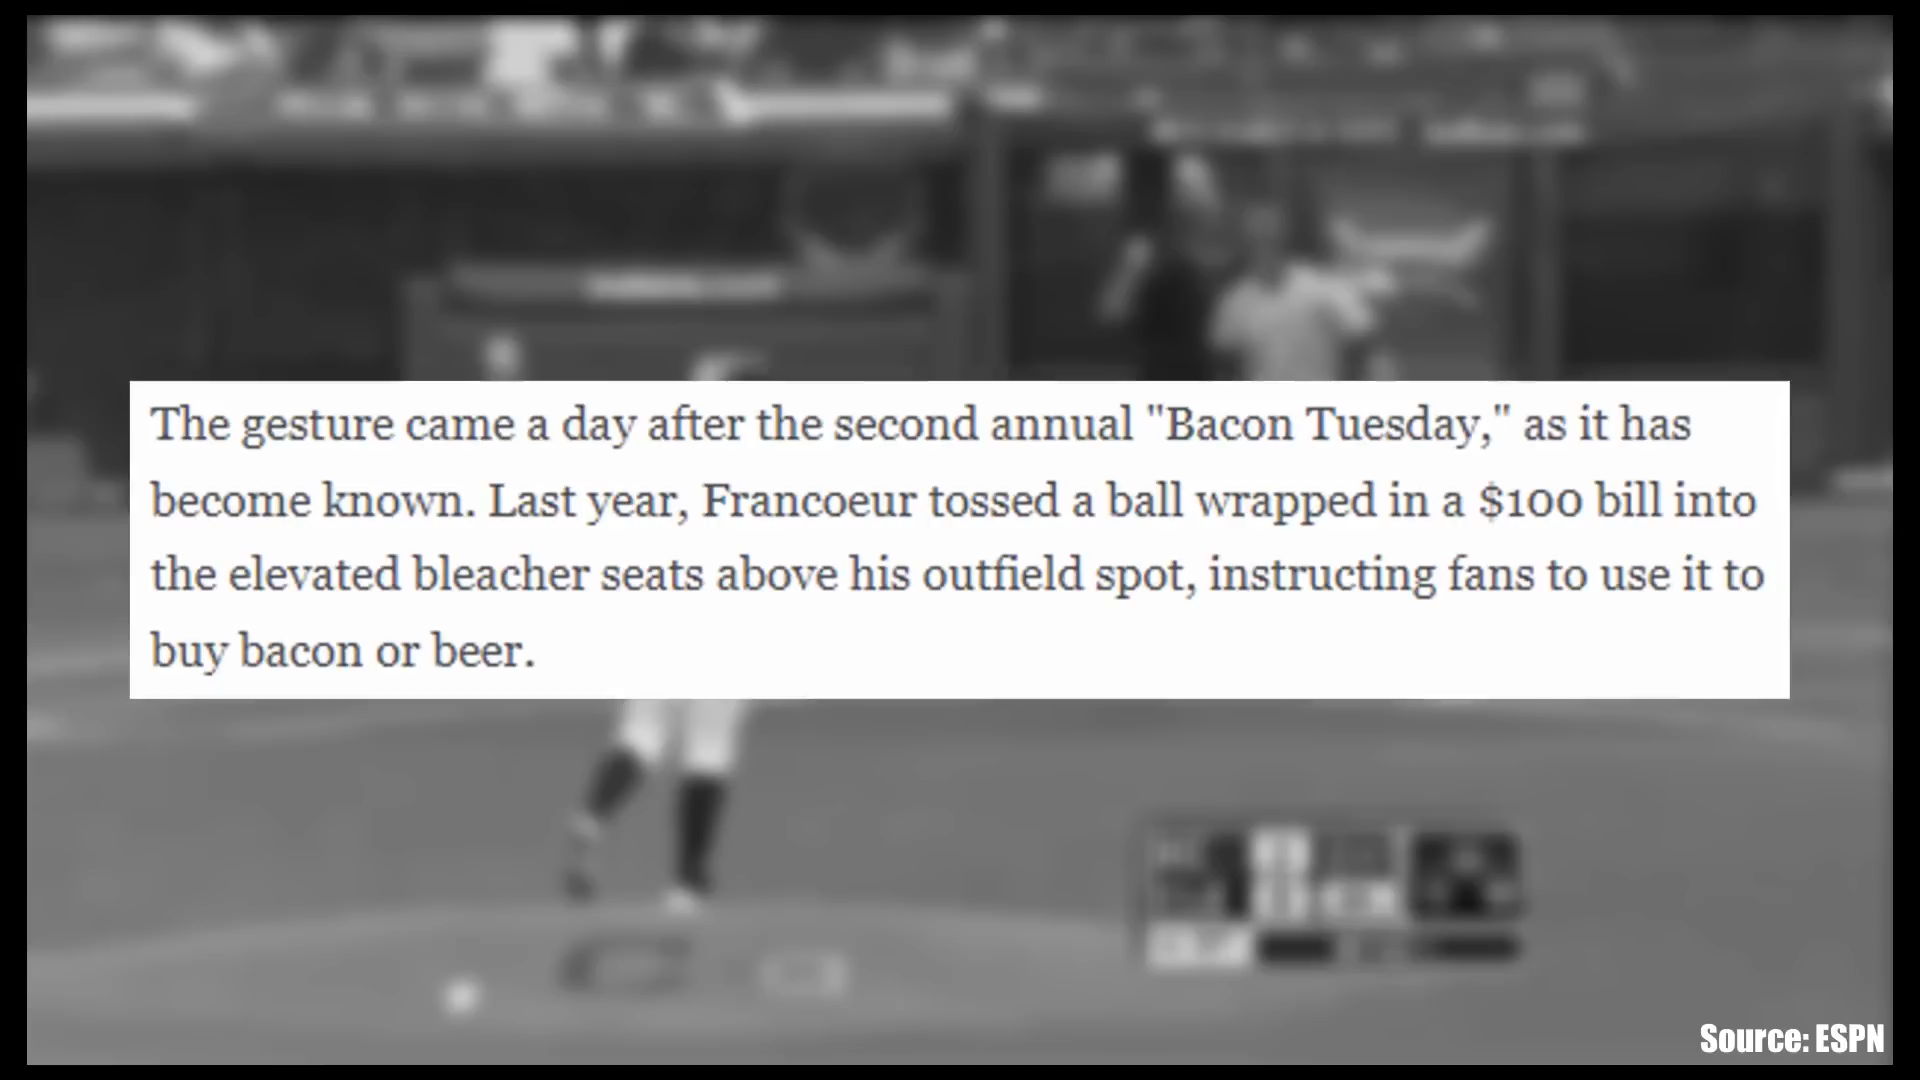 The gesture came a day after the second annual "Bacon Tuesday," as it has
become known. Last year, Francoeur tossed a ball wrapped in a $100 bill into
the elevated bleacher seats above his outfield spot, instructing fans to use it to
buy bacon or beer.
Source: ESPN